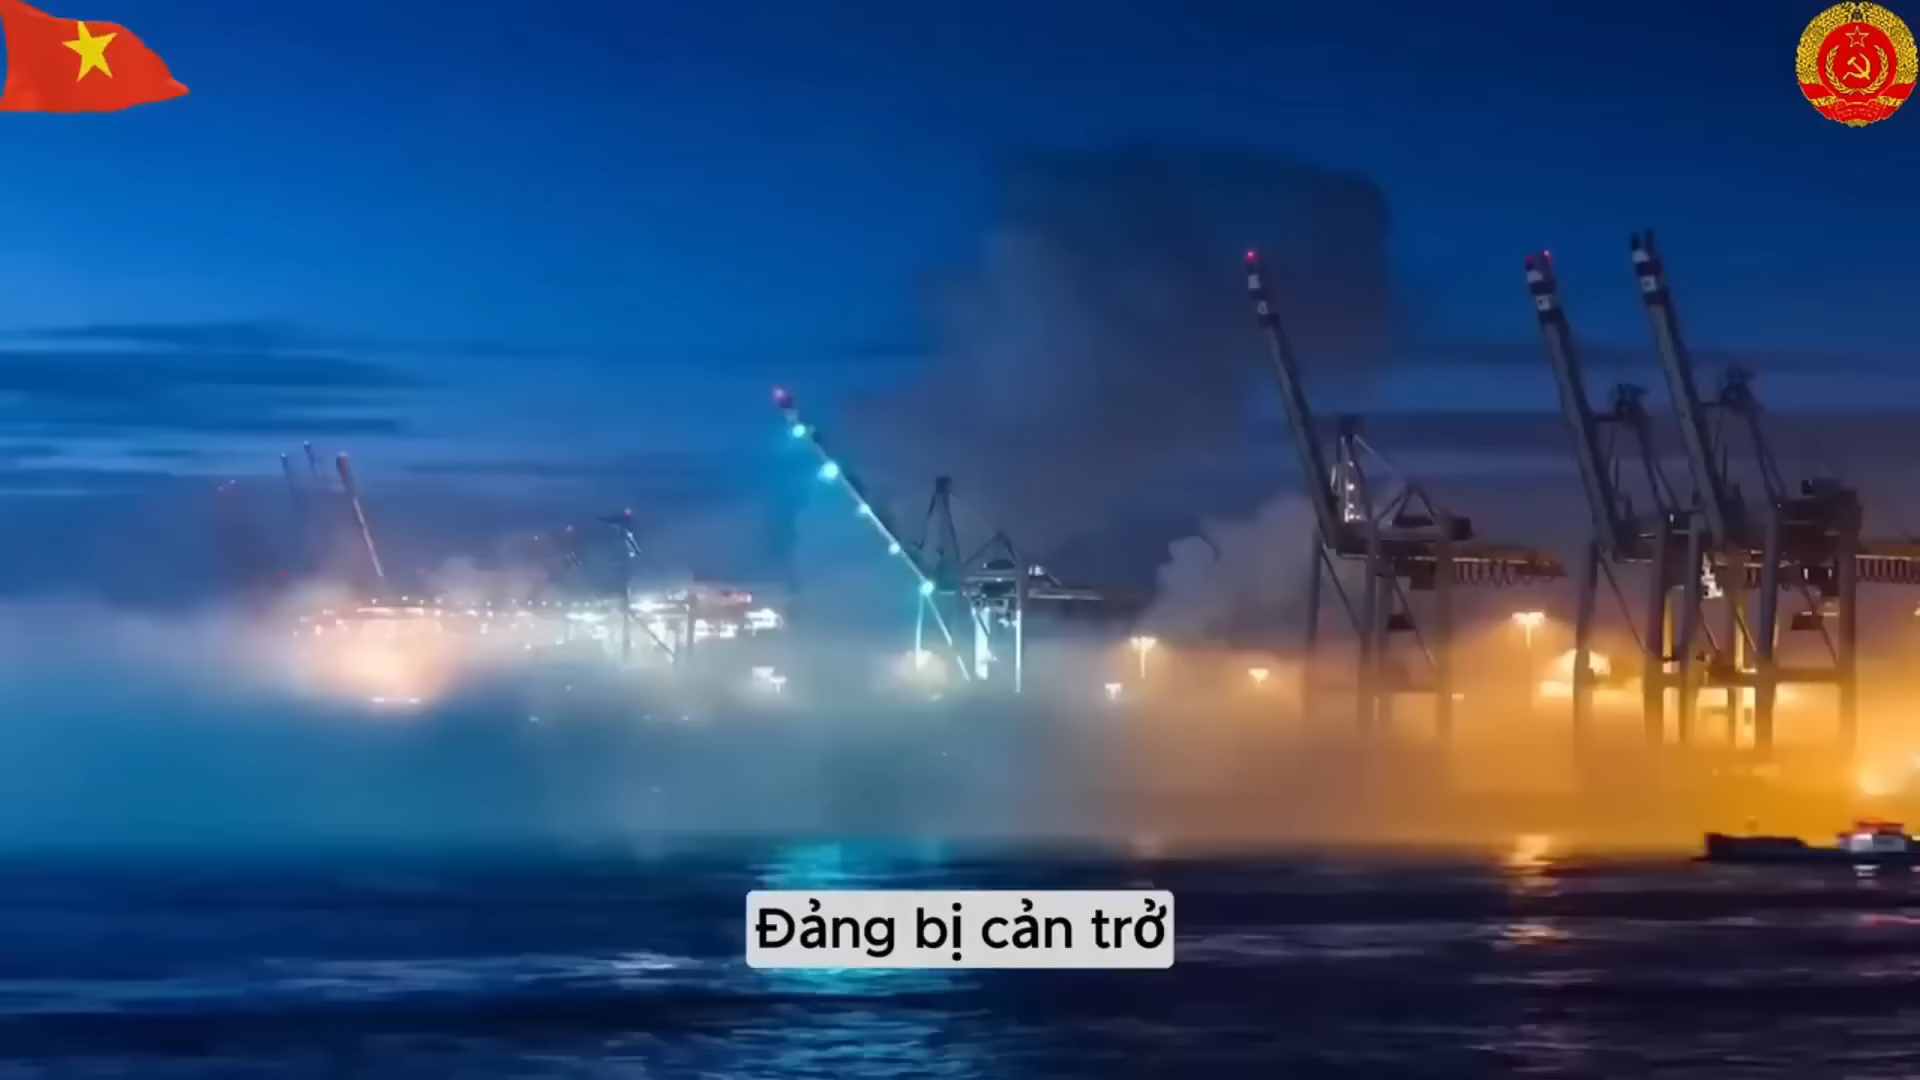 Đảng bị cản trở